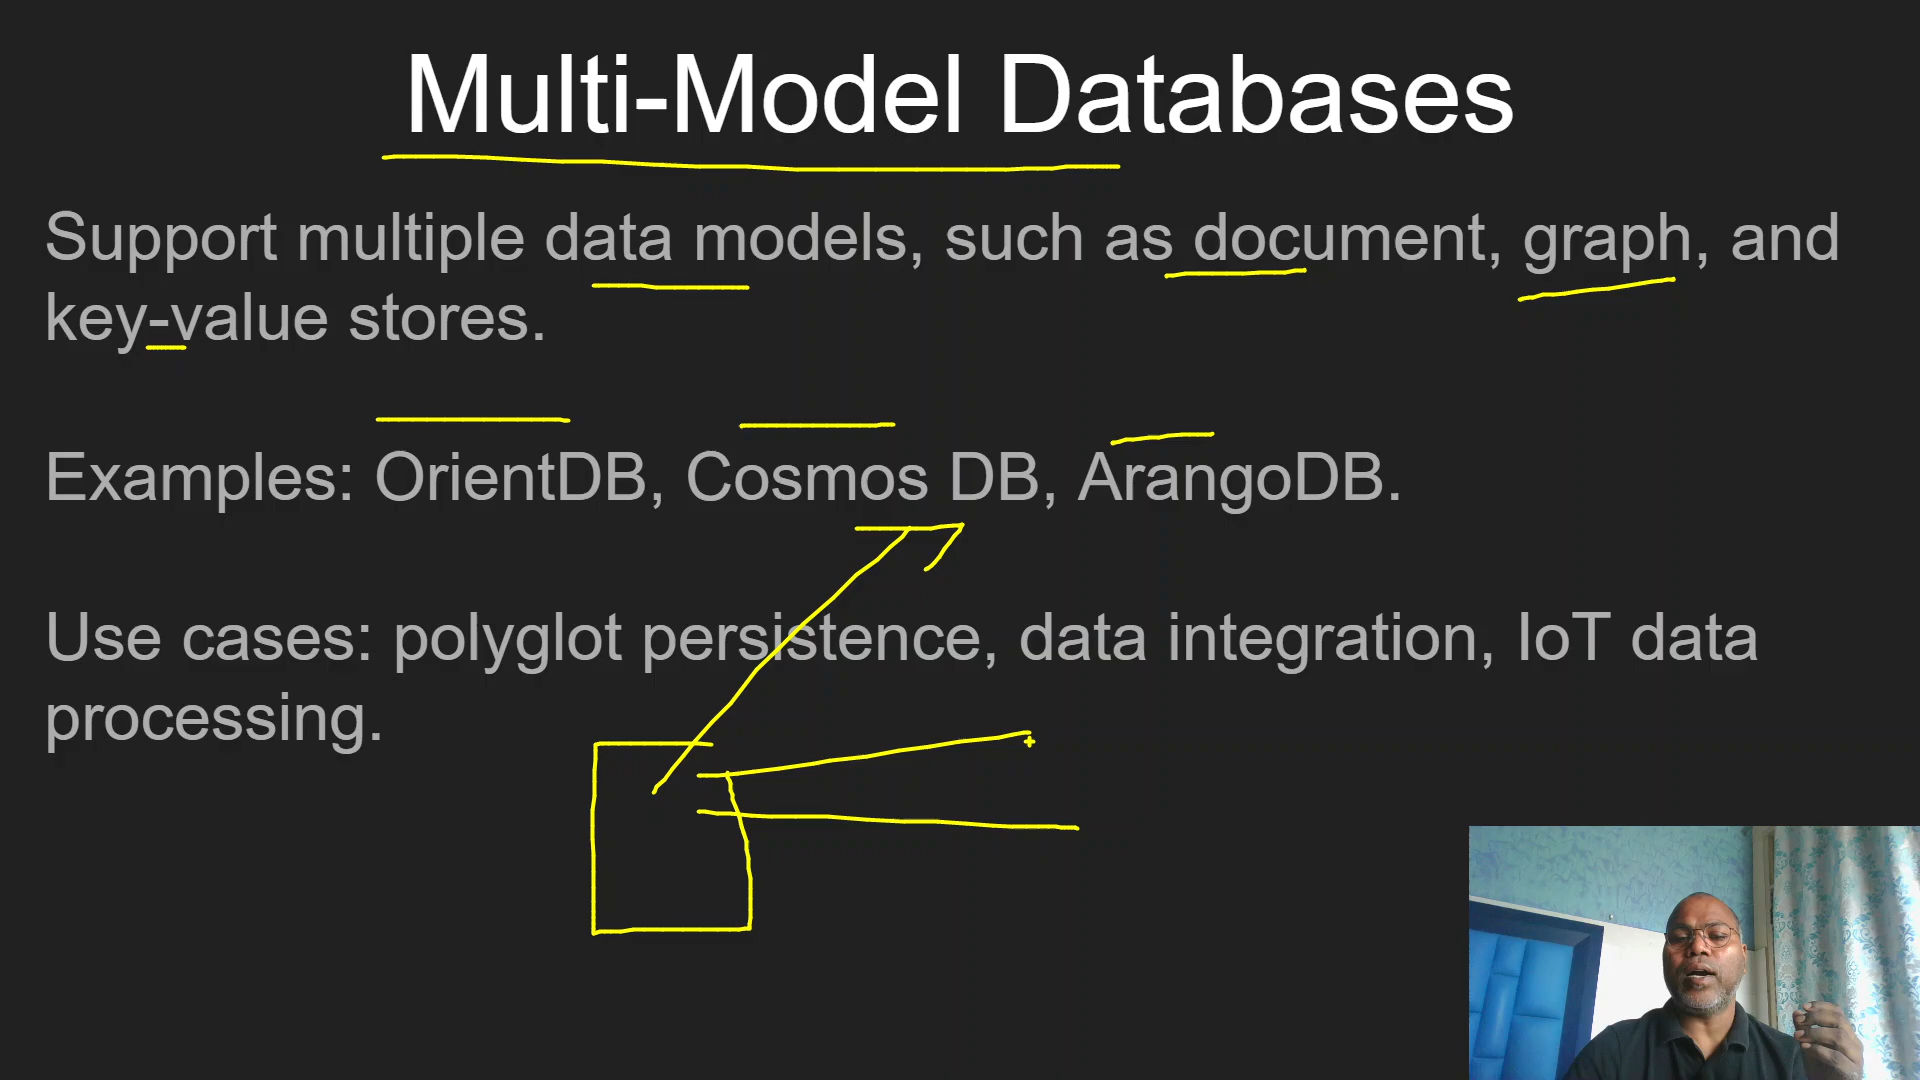 Multi-Model Databases
Support multiple data models, such as document, graph, and
key-value stores.
Examples: OrientDB, Cosmos DB, ArangoDB.
Use cases: polyglot persistence, data integration, IoT data
processing.